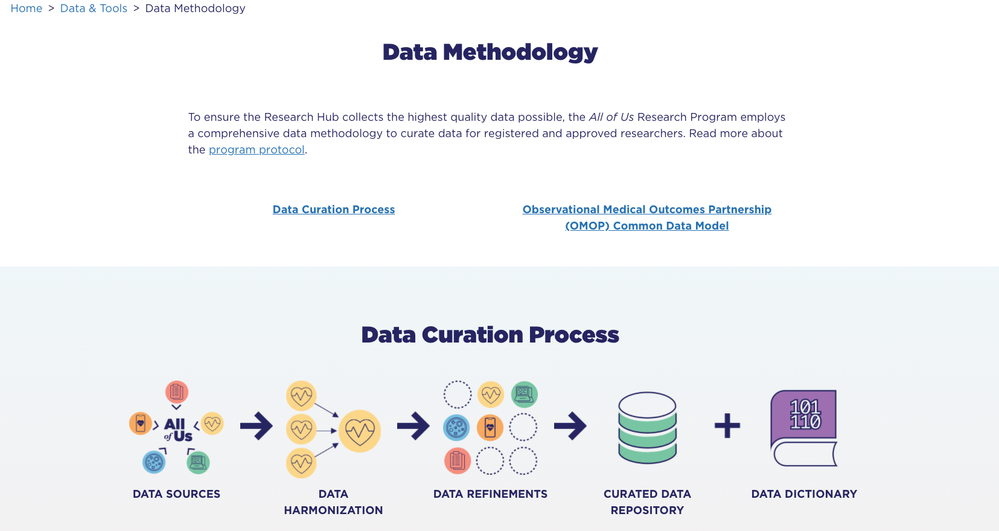 Home > Data & Tools > Data Methodology
Data Methodology
To ensure the Research Hub collects the highest quality data possible, the All of Us Research Program employs
a comprehensive data methodology to curate data for registered and approved researchers. Read more about
the program protocol.
Data Curation Process
Observational Medical Outcomes Partnership
(OMOP) Common Data Model
Data Curation Process
All
of Us
101
110
DATA SOURCES
DATA
HARMONIZATION
DATA REFINEMENTS
CURATED DATA
REPOSITORY
DATA DICTIONARY